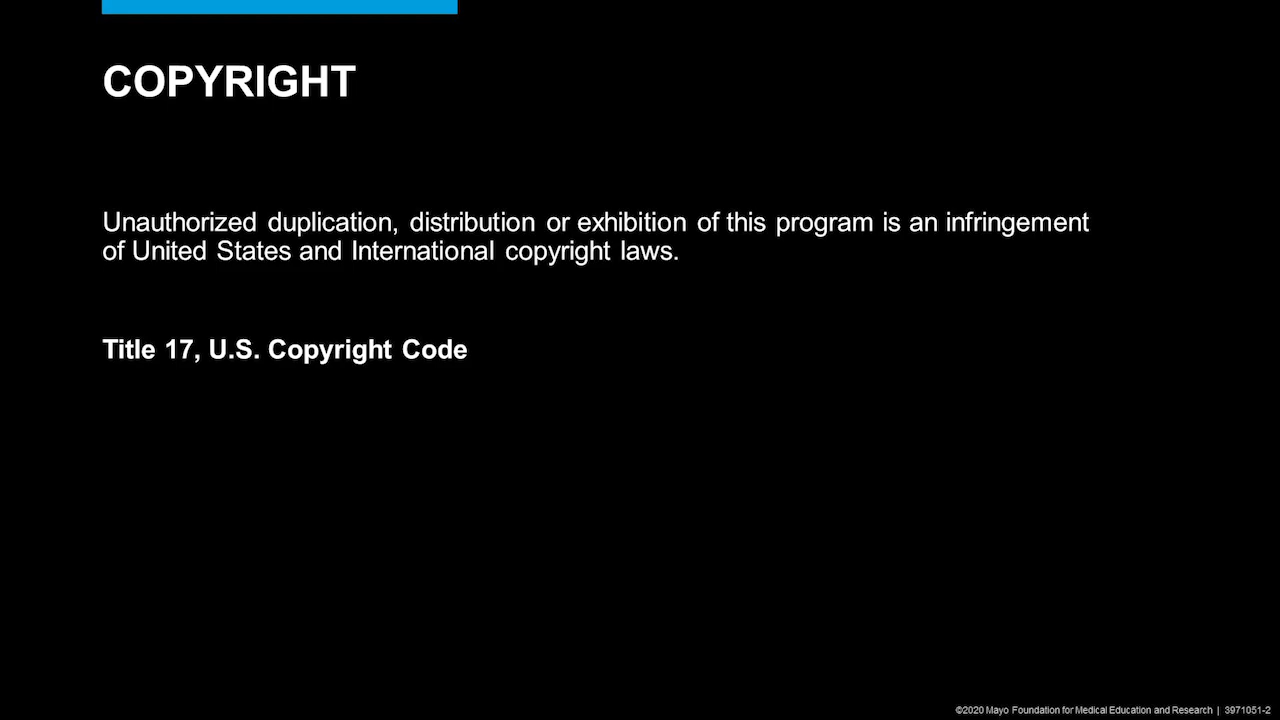 COPYRIGHT
Unauthorized duplication, distribution or exhibition of this program is an infringement
of United States and International copyright laws.
Title 17, U.S. Copyright Code
©2020 Mayo Foundation for Medical Education and Research | 3971051-2